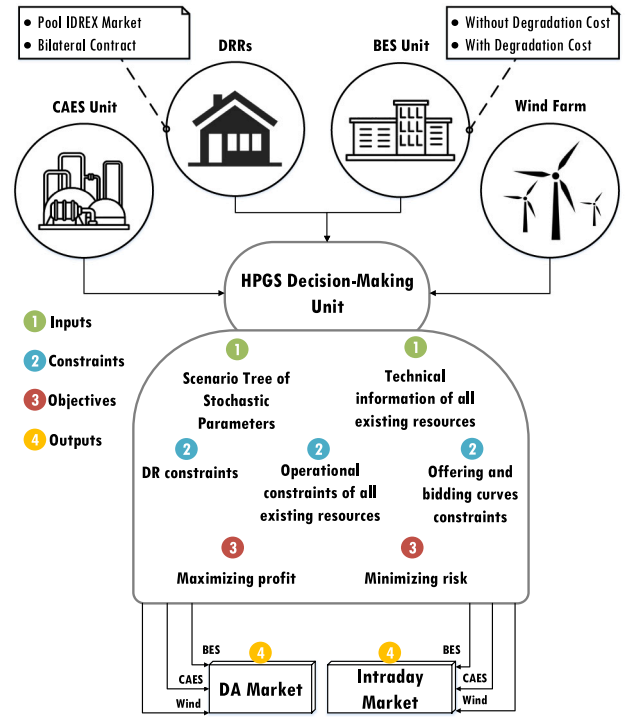 ● Pool IDREX Market
● Bilateral Contract
DRRs
BES Unit
● Without Degradation Cost
● With Degradation Cost
CAES Unit
Wind Farm
HPGS Decision-Making
Unit
1 Inputs
2 Constraints
3 Objectives
4 Outputs
1
Scenario Tree of
Stochastic
Parameters
1
Technical
information of all
existing resources
2
DR constraints
2
Operational
constraints of all
existing resources
2
Offering and
bidding curves
constraints
3
Maximizing profit
3
Minimizing risk
BES
CAES
Wind
4
DA Market
4
Intraday
Market
BES
CAES
Wind